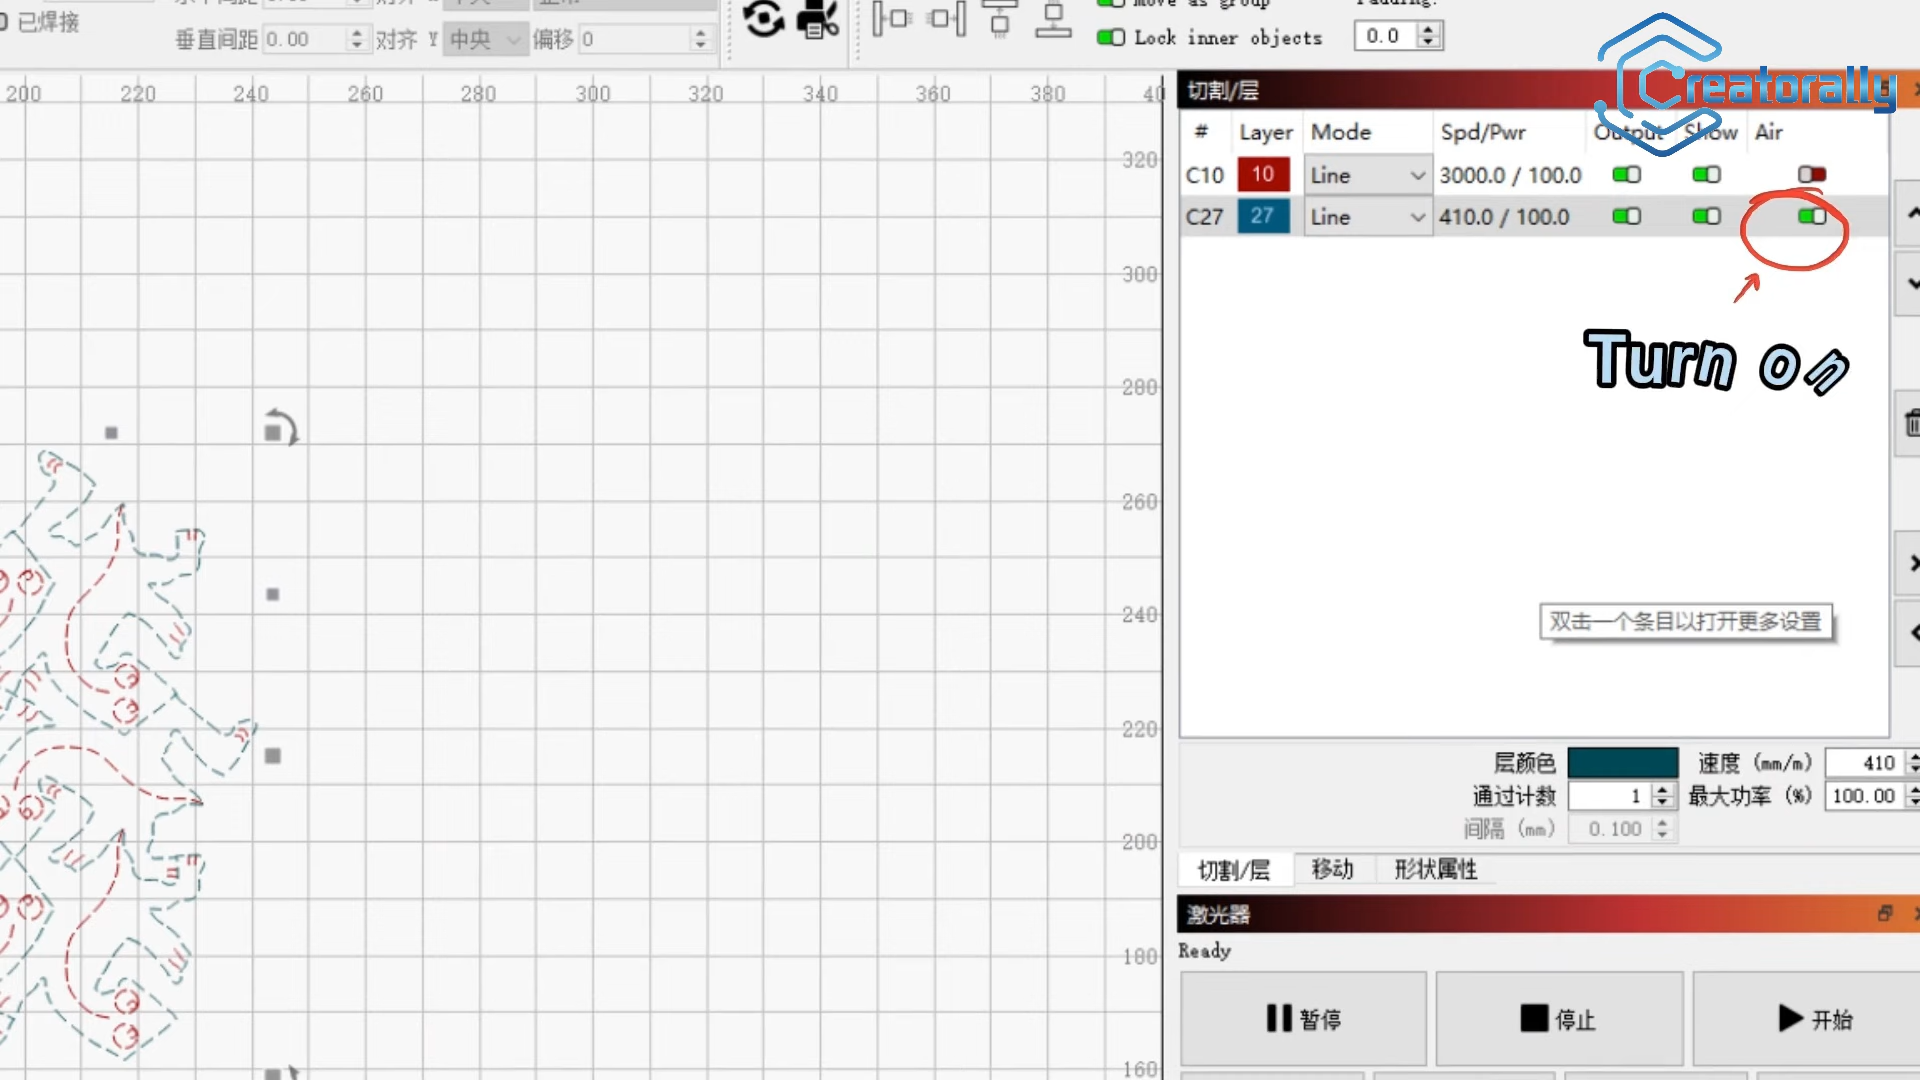 已焊接
垂直间距 0.00 对齐 Y 中央 偏移 0
Move as group
Lock inner objects
Padding:
0.0
Creatorally
200 220 240 260 280 300 320 340 360 380 40
320
300
280
260
240
220
200
180
160
切割/层
# Layer Mode Spd/Pwr Output Show Air
C10 10 Line 3000.0 / 100.0
C27 27 Line 410.0 / 100.0
Turn on
双击一个条目以打开更多设置
层颜色 速度 (mm/m) 410
通过计数 1 最大功率 (%) 100.00
间隔 (mm) 0.100
切割/层 移动 形状属性
激光器
Ready
暂停 停止 开始